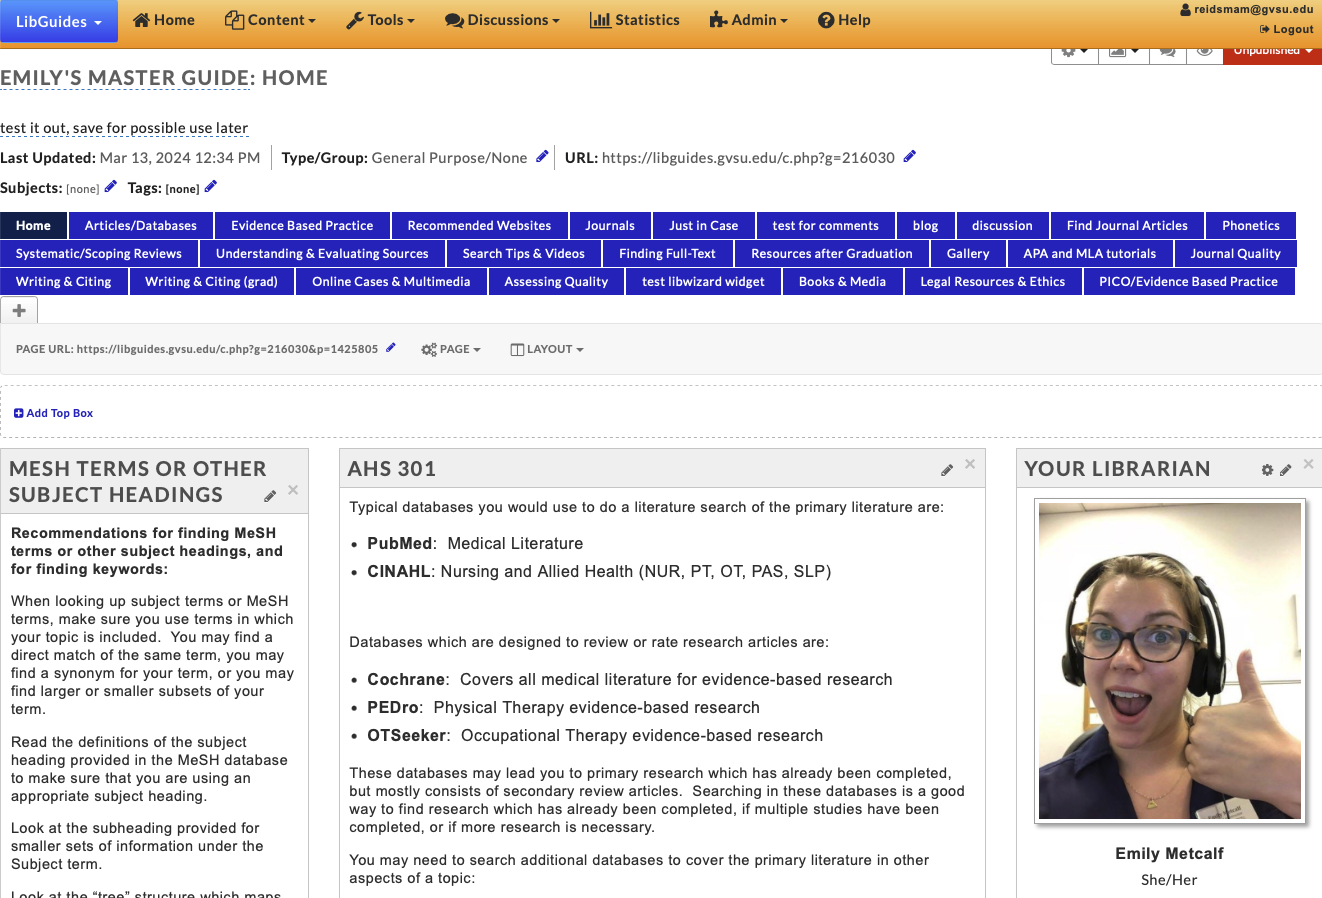 LibGuides
Home Content Tools Discussions Statistics Admin Help
reidsmam@gvsu.edu
Logout
Unpublished
EMILY'S MASTER GUIDE: HOME
test it out, save for possible use later
Last Updated: Mar 13, 2024 12:34 PM Type/Group: General Purpose/None URL: https://libguides.gvsu.edu/c.php?g=216030
Subjects: [none] Tags: [none]
Home Articles/Databases Evidence Based Practice Recommended Websites Journals Just in Case test for comments blog discussion Find Journal Articles Phonetics
Systematic/Scoping Reviews Understanding & Evaluating Sources Search Tips & Videos Finding Full-Text Resources after Graduation Gallery APA and MLA tutorials Journal Quality
Writing & Citing Writing & Citing (grad) Online Cases & Multimedia Assessing Quality test libwizard widget Books & Media Legal Resources & Ethics PICO/Evidence Based Practice
PAGE URL: https://libguides.gvsu.edu/c.php?g=216030&p=1425805 PAGE LAYOUT
Add Top Box
MESH TERMS OR OTHER
SUBJECT HEADINGS
Recommendations for finding MeSH
terms or other subject headings, and
for finding keywords:
When looking up subject terms or MeSH
terms, make sure you use terms in which
your topic is included. You may find a
direct match of the same term, you may
find a synonym for your term, or you may
find larger or smaller subsets of your
term.
Read the definitions of the subject
heading provided in the MeSH database
to make sure that you are using an
appropriate subject heading.
Look at the subheading provided for
smaller sets of information under the
Subject term.
Look at the “tree” structure which maps
AHS 301
Typical databases you would use to do a literature search of the primary literature are:
• PubMed: Medical Literature
• CINAHL: Nursing and Allied Health (NUR, PT, OT, PAS, SLP)
Databases which are designed to review or rate research articles are:
• Cochrane: Covers all medical literature for evidence-based research
• PEDro: Physical Therapy evidence-based research
• OTSeeker: Occupational Therapy evidence-based research
These databases may lead you to primary research which has already been completed,
but mostly consists of secondary review articles. Searching in these databases is a good
way to find research which has already been completed, if multiple studies have been
completed, or if more research is necessary.
You may need to search additional databases to cover the primary literature in other
aspects of a topic:
YOUR LIBRARIAN
Emily Metcalf
She/Her